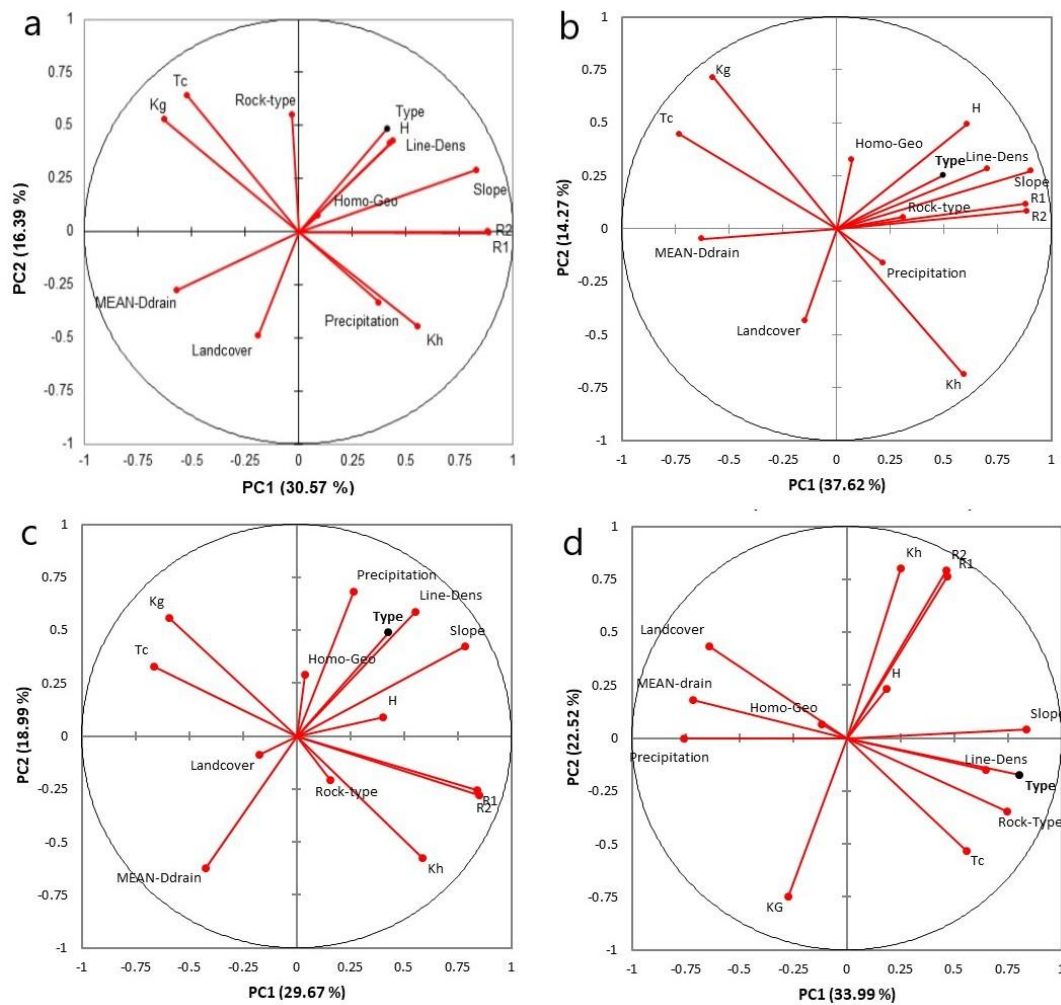 a
1
0.75
0.5
0.25
0
-0.25
-0.5
-0.75
-1
-1 -0.75 -0.5 -0.25 0 0.25 0.5 0.75 1
PC2 (16.39 %)
PC1 (30.57 %)
Tc
Kg
Rock-type
Type
H
Line-Dens
Slope
Homo-Geo
R2
R1
MEAN-Ddrain
Landcover
Precipitation
Kh
b
1
0.75
0.5
0.25
0
-0.25
-0.5
-0.75
-1
-1 -0.75 -0.5 -0.25 0 0.25 0.5 0.75 1
PC2 (14.27 %)
PC1 (37.62 %)
Kg
Tc
H
Homo-Geo
Type
Line-Dens
Slope
R1
Rock-type
R2
MEAN-Ddrain
Precipitation
Landcover
Kh
c
1
0.75
0.5
0.25
0
-0.25
-0.5
-0.75
-1
-1 -0.75 -0.5 -0.25 0 0.25 0.5 0.75 1
PC2 (18.99 %)
PC1 (29.67 %)
Precipitation
Kg
Line-Dens
Type
Slope
Tc
Homo-Geo
H
Landcover
Rock-type
R1
R2
Kh
MEAN-Ddrain
d
1
0.75
0.5
0.25
0
-0.25
-0.5
-0.75
-1
-1 -0.75 -0.5 -0.25 0 0.25 0.5 0.75 1
PC2 (22.52 %)
PC1 (33.99 %)
Kh
R2
R1
Landcover
MEAN-drain
H
Homo-Geo
Slope
Precipitation
Line-Dens
Type
Rock-Type
Tc
KG